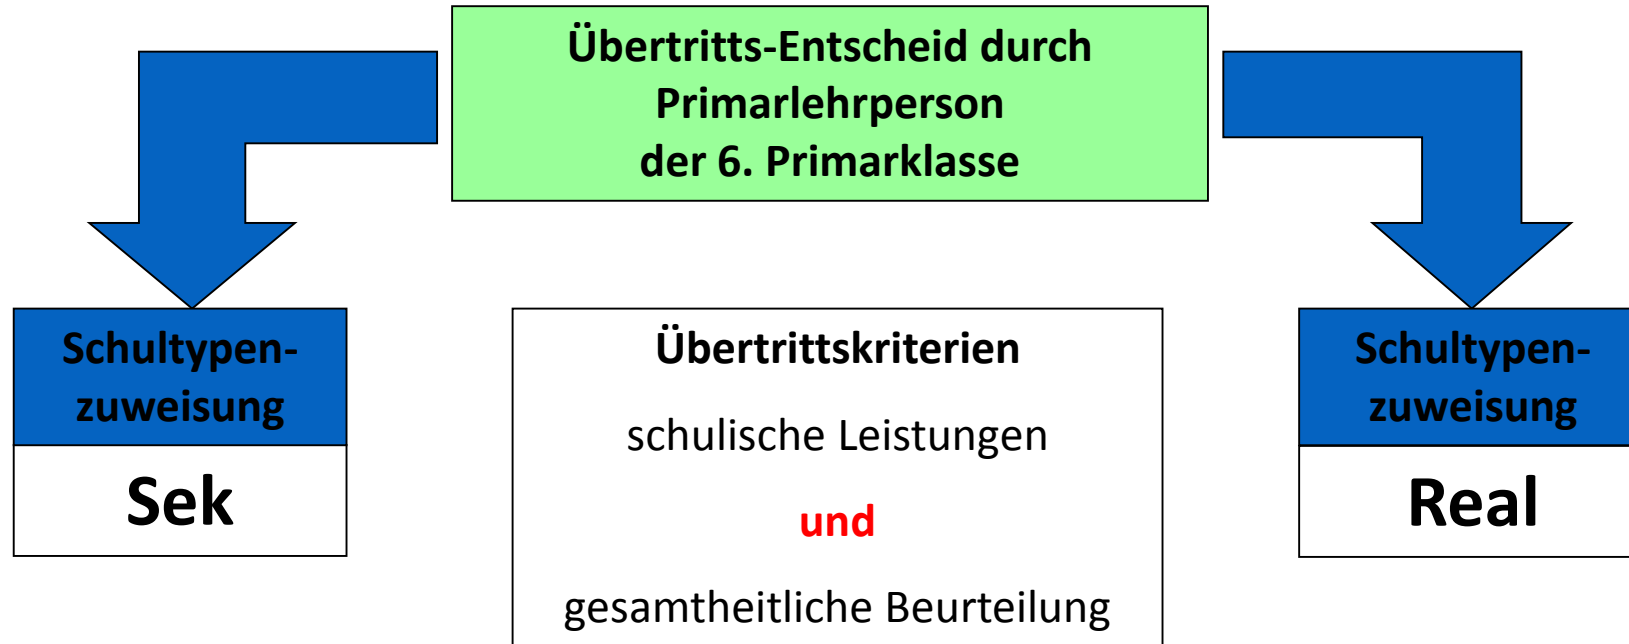 Übertritts-Entscheid durch
Primarlehrperson
der 6. Primarklasse
Schultypen-
zuweisung
Sek
Übertrittskriterien
schulische Leistungen
und
gesamtheitliche Beurteilung
Schultypen-
zuweisung
Real